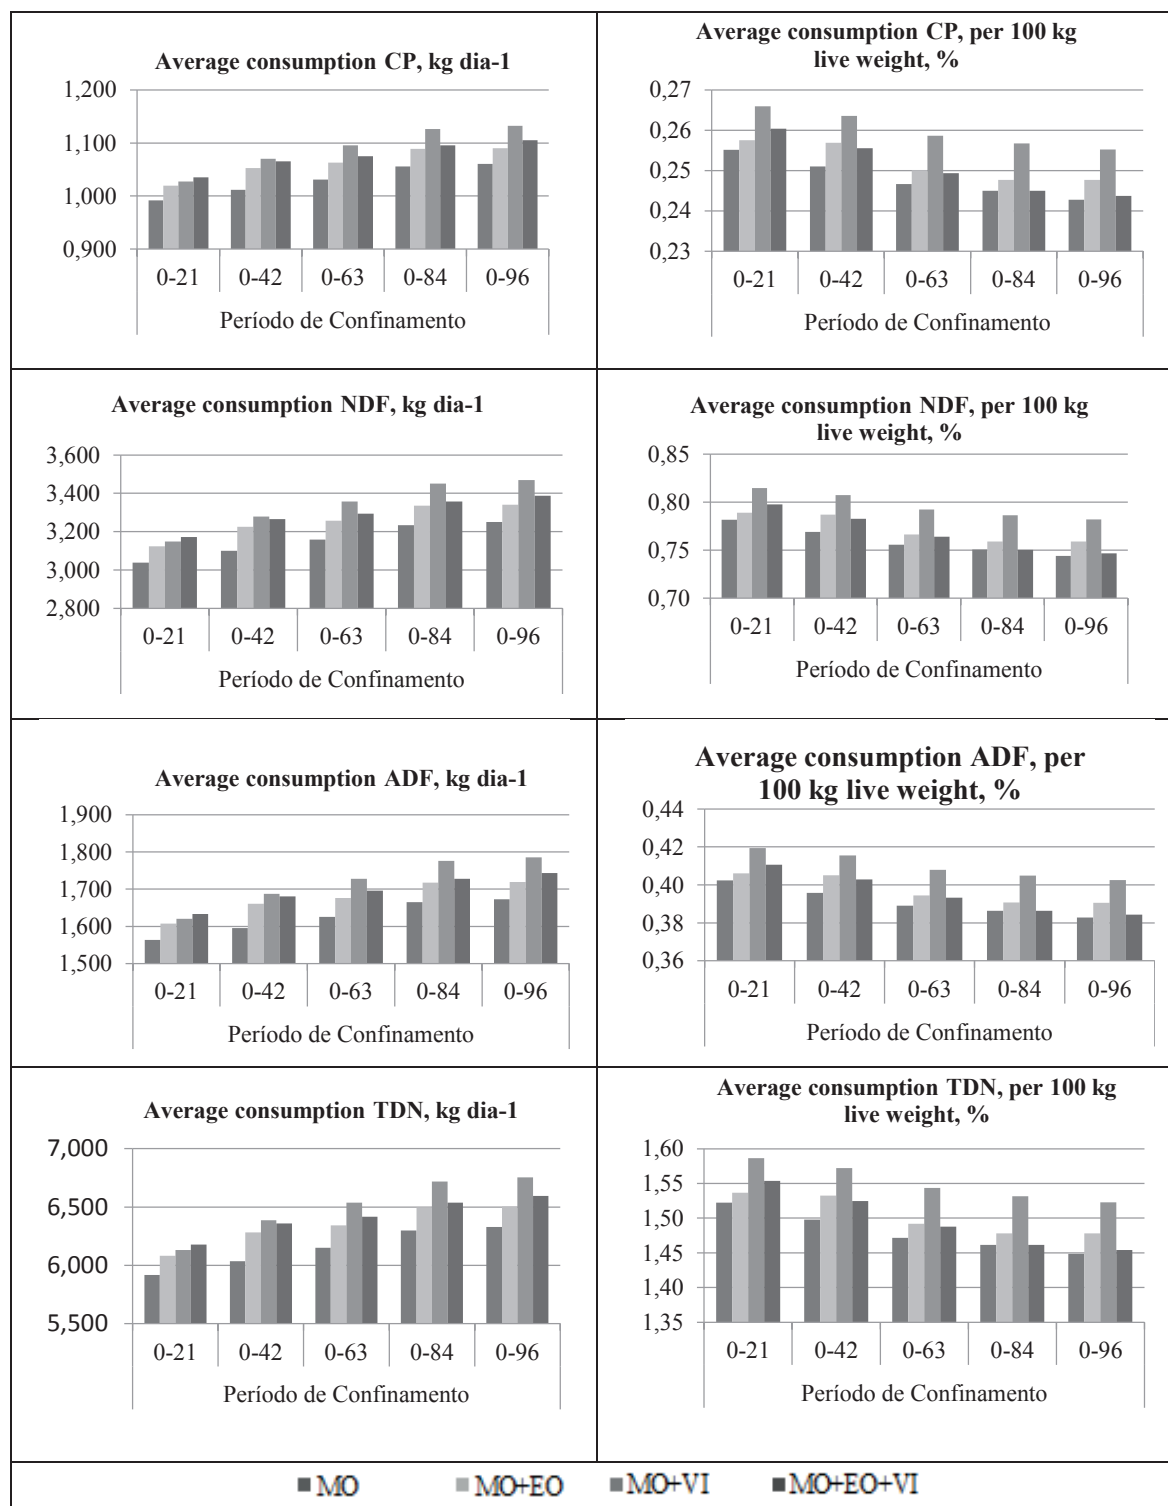 Average consumption CP, kg dia-1
1,200
1,100
1,000
0,900
0-21 0-42 0-63 0-84 0-96
Período de Confinamento
Average consumption CP, per 100 kg
live weight, %
0,27
0,26
0,25
0,24
0,23
0-21 0-42 0-63 0-84 0-96
Período de Confinamento
Average consumption NDF, kg dia-1
3,600
3,400
3,200
3,000
2,800
0-21 0-42 0-63 0-84 0-96
Período de Confinamento
Average consumption NDF, per 100 kg
live weight, %
0,85
0,80
0,75
0,70
0-21 0-42 0-63 0-84 0-96
Período de Confinamento
Average consumption ADF, kg dia-1
1,900
1,800
1,700
1,600
1,500
0-21 0-42 0-63 0-84 0-96
Período de Confinamento
Average consumption ADF, per
100 kg live weight, %
0,44
0,42
0,40
0,38
0,36
0-21 0-42 0-63 0-84 0-96
Período de Confinamento
Average consumption TDN, kg dia-1
7,000
6,500
6,000
5,500
0-21 0-42 0-63 0-84 0-96
Período de Confinamento
Average consumption TDN, per 100 kg
live weight, %
1,60
1,55
1,50
1,45
1,40
1,35
0-21 0-42 0-63 0-84 0-96
Período de Confinamento
MO MO+EO MO+VI MO+EO+VI